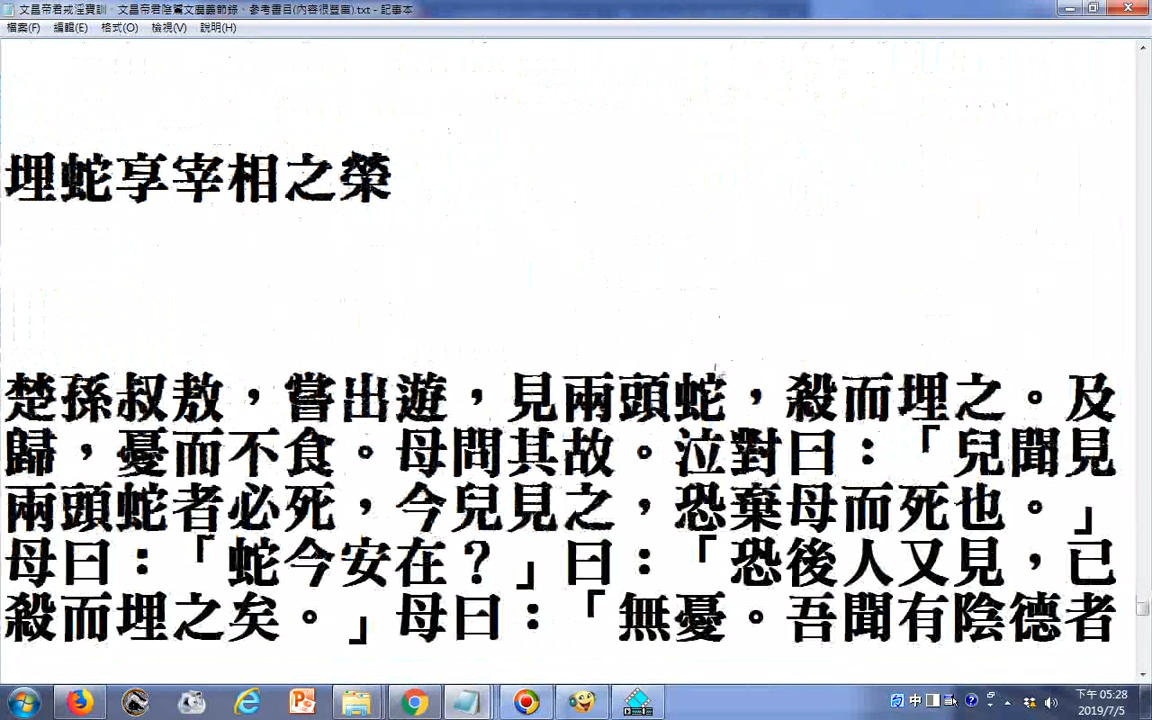 文昌帝君戒淫寶訓、文昌帝君陰騭文廣義節錄、參考書目(內容很豐富).txt - 記事本
檔案(F) 編輯(E) 格式(O) 檢視(V) 說明(H)
埋蛇享宰相之榮
楚孫叔敖，嘗出遊，見兩頭蛇，殺而埋之。及
歸，憂而不食。母問其故。泣對曰：「兒聞見
兩頭蛇者必死，今兒見之，恐棄母而死也。」
母曰：「蛇今安在？」曰：「恐後人又見，已
殺而埋之矣。」母曰：「無憂。吾聞有陰德者
中
下午 05:28
2019/7/5